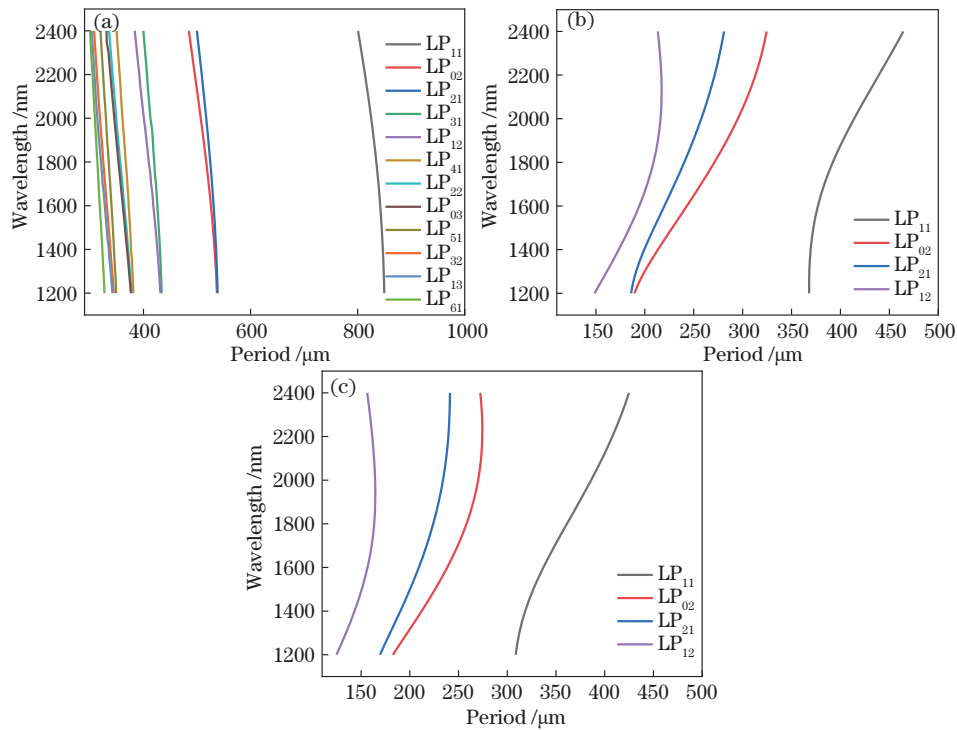 (a)
2400
2200
2000
1800
1600
1400
1200
Wavelength /nm
400
600
800
1000
Period /μm
LP₁₁
LP₀₂
LP₂₁
LP₃₁
LP₁₂
LP₄₁
LP₂₂
LP₀₃
LP₅₁
LP₃₂
LP₁₃
LP₆₁
(b)
2400
2200
2000
1800
1600
1400
1200
Wavelength /nm
150
200
250
300
350
400
450
500
Period /μm
LP₁₁
LP₀₂
LP₂₁
LP₁₂
(c)
2400
2200
2000
1800
1600
1400
1200
Wavelength /nm
150
200
250
300
350
400
450
500
Period /μm
LP₁₁
LP₀₂
LP₂₁
LP₁₂